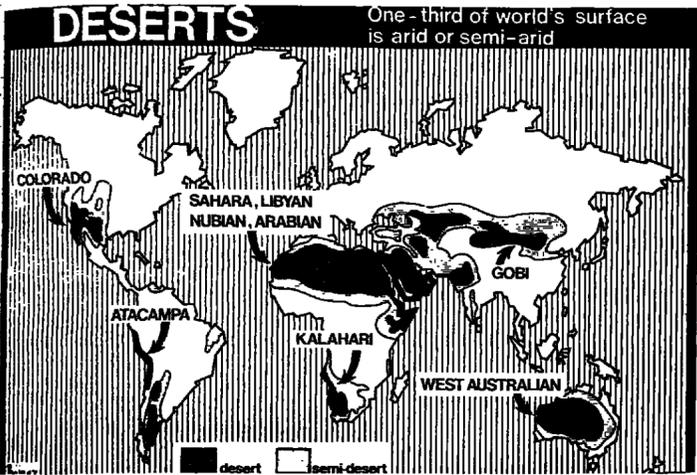 DESERTS
One-third of world's surface
is arid or semi-arid
COLORADO
SAHARA, LIBYAN
NUBIAN, ARABIAN
GOBI
ATACAMPA
KALAHARI
WEST AUSTRALIAN
desert
semi-desert